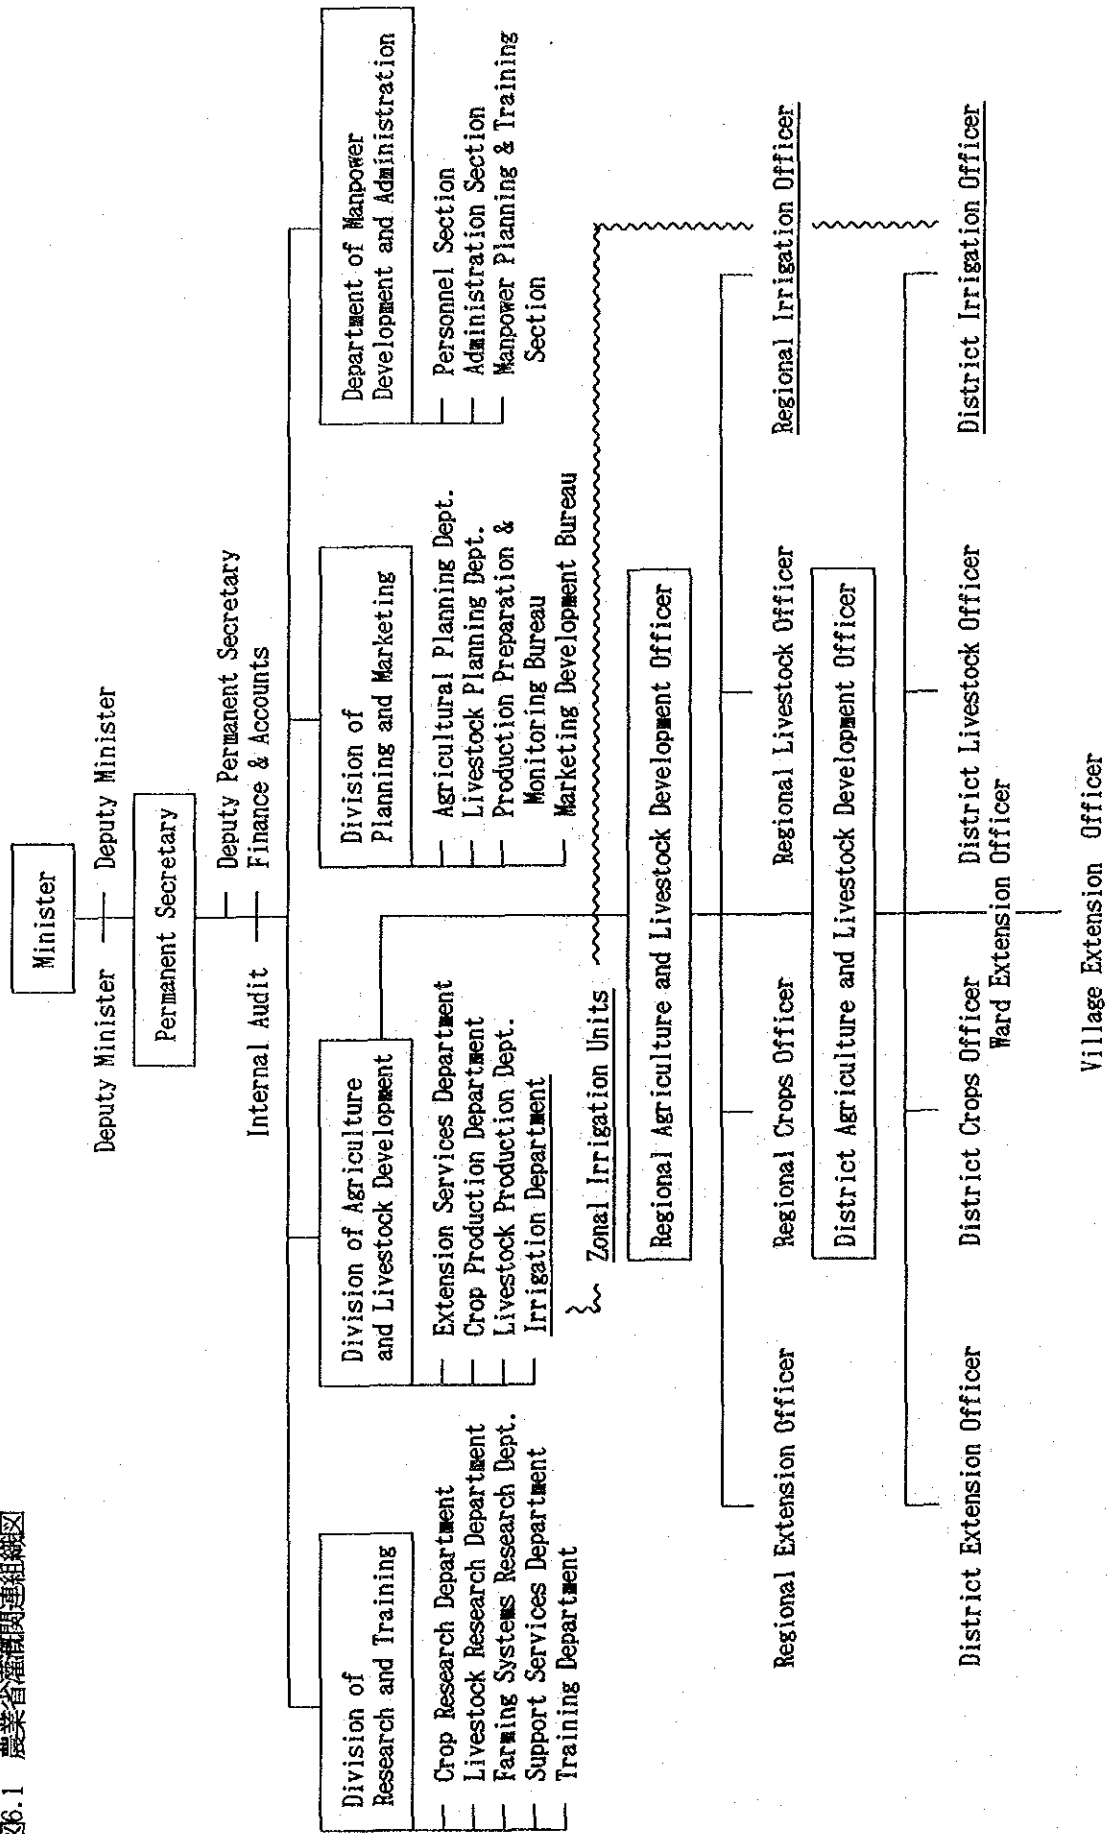 図6.1 農業省灌漑関連組織図
Minister
Deputy Minister
Deputy Minister
Permanent Secretary
Deputy Permanent Secretary
Internal Audit
Finance & Accounts
Division of
Research and Training
Crop Research Department
Livestock Research Department
Farming Systems Research Dept.
Support Services Department
Training Department
Division of Agriculture
and Livestock Development
Extension Services Department
Crop Production Department
Livestock Production Dept.
Irrigation Department
Division of
Planning and Marketing
Agricultural Planning Dept.
Livestock Planning Dept.
Production Preparation &
Monitoring Bureau
Marketing Development Bureau
Department of Manpower
Development and Administration
Personnel Section
Administration Section
Manpower Planning & Training
Section
Zonal Irrigation Units
Regional Agriculture and Livestock Development Officer
Regional Extension Officer
Regional Crops Officer
Regional Livestock Officer
Regional Irrigation Officer
District Agriculture and Livestock Development Officer
District Extension Officer
District Crops Officer
District Livestock Officer
District Irrigation Officer
Ward Extension Officer
Village Extension Officer